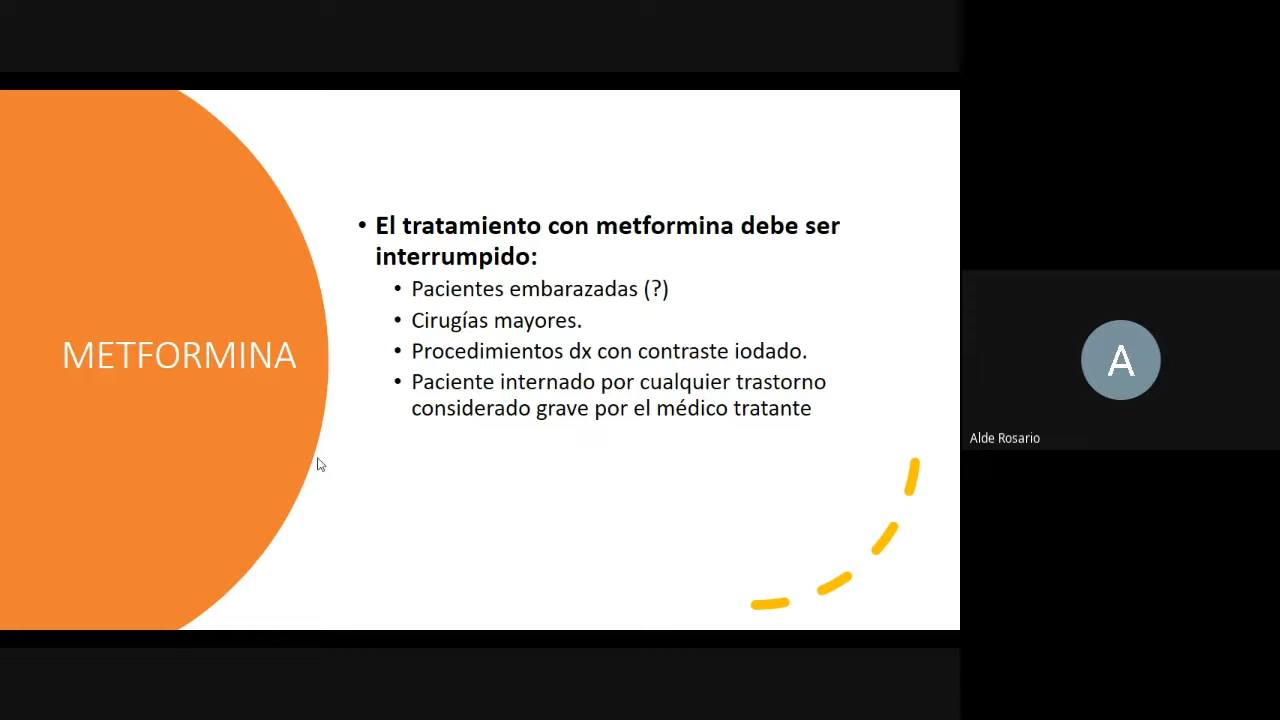 METFORMINA
• El tratamiento con metformina debe ser
interrumpido:
• Pacientes embarazadas (?)
• Cirugías mayores.
• Procedimientos dx con contraste iodado.
• Paciente internado por cualquier trastorno
considerado grave por el médico tratante
A
Alde Rosario